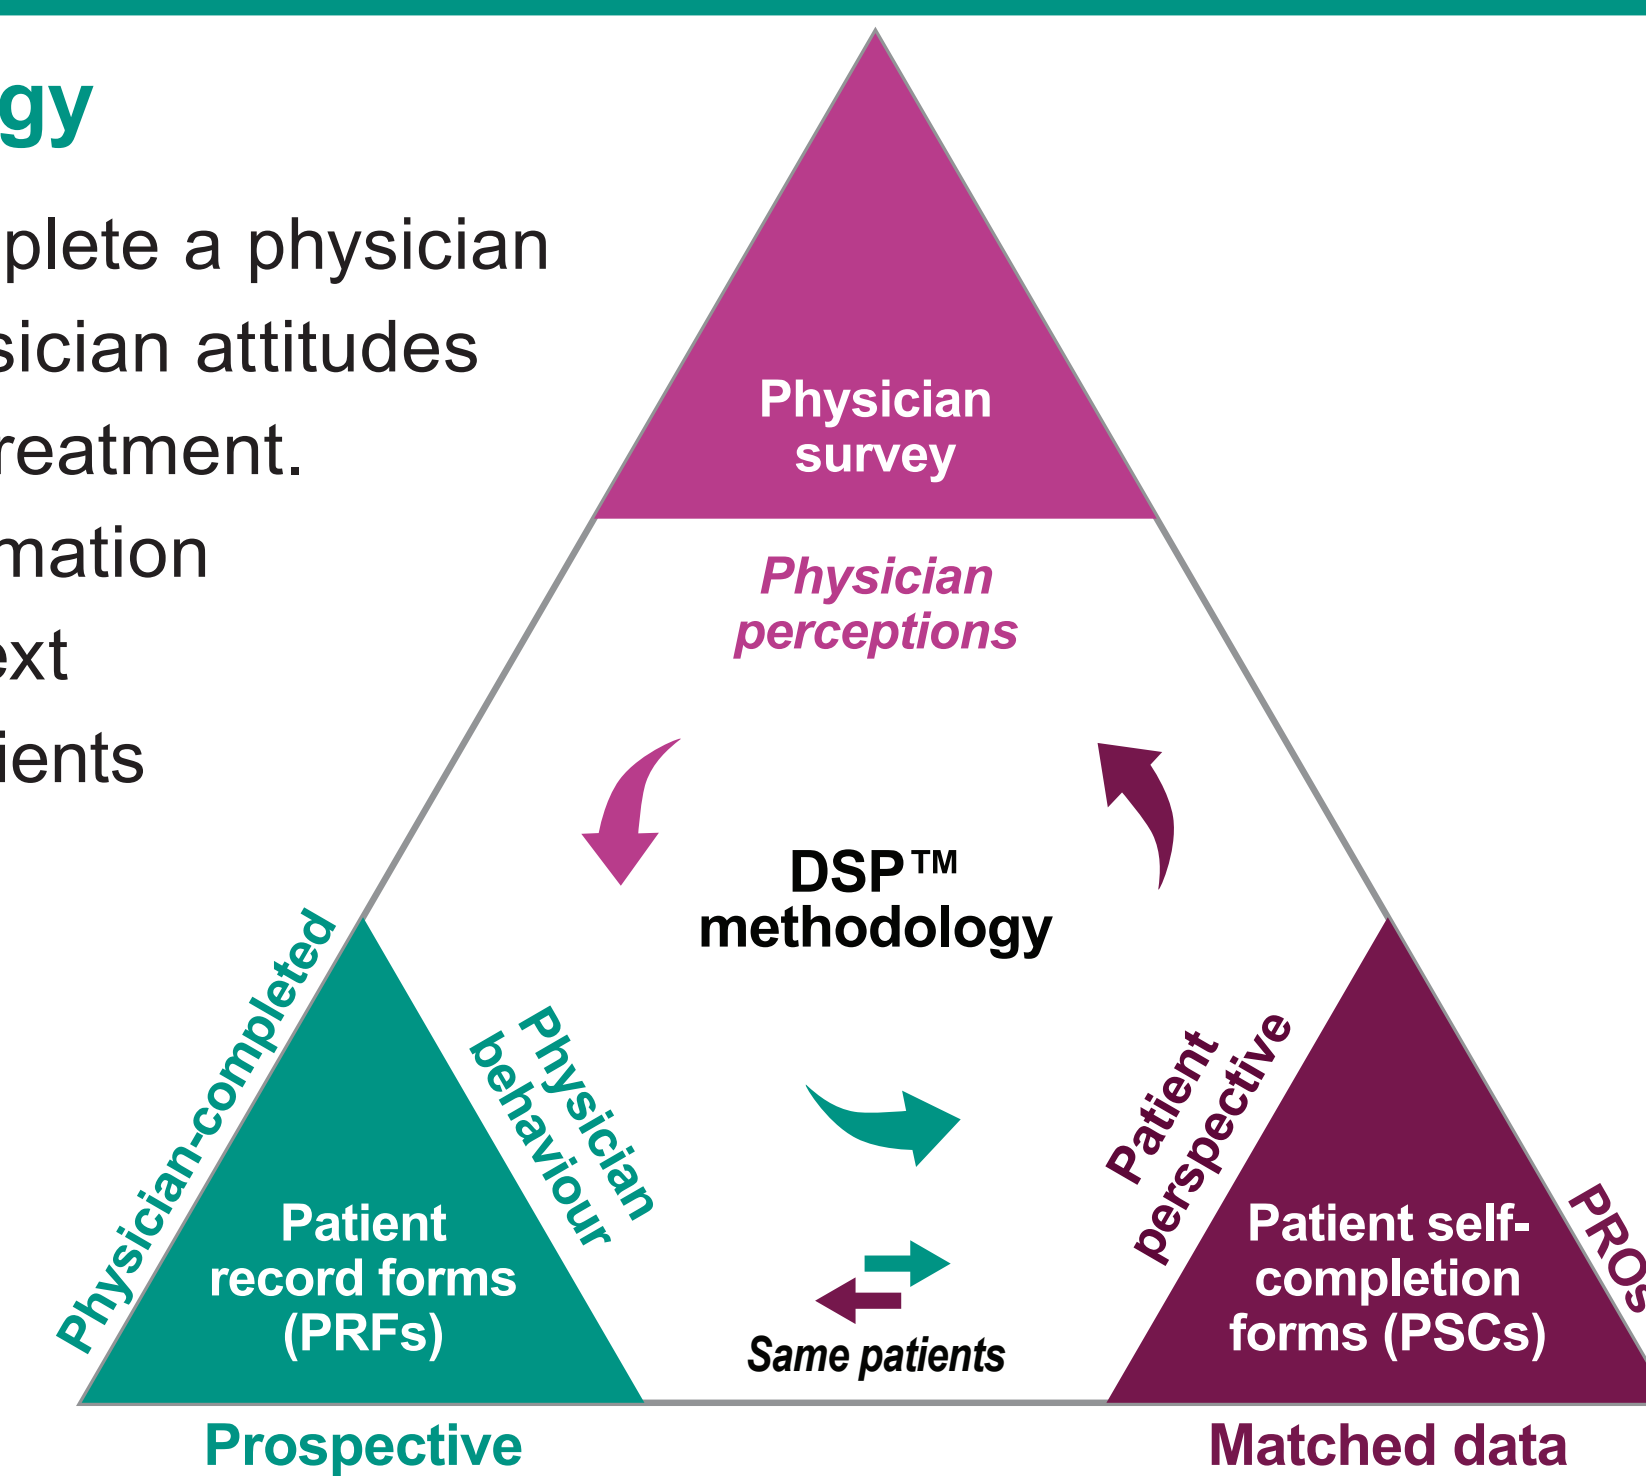 gy
plete a physician
sician attitudes
reatment.
mation
ext
ients
Physician
survey
Physician
perceptions
DSP™
methodology
Physician-completed
Physician
behaviour
Patient
perspective
Patient
record forms
(PRFs)
Patient self-
completion
forms (PSCs)
PROs
Same patients
Prospective
Matched data